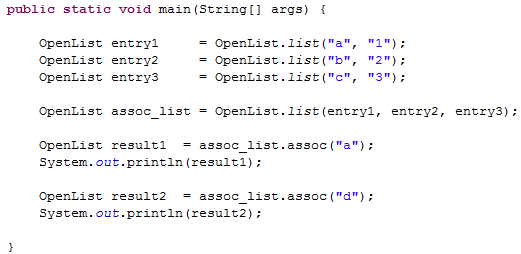 public static void main(String[] args) {
OpenList entry1 = OpenList.list("a", "1");
OpenList entry2 = OpenList.list("b", "2");
OpenList entry3 = OpenList.list("c", "3");
OpenList assoc_list = OpenList.list(entry1, entry2, entry3);
OpenList result1 = assoc_list.assoc("a");
System.out.println(result1);
OpenList result2 = assoc_list.assoc("d");
System.out.println(result2);
}